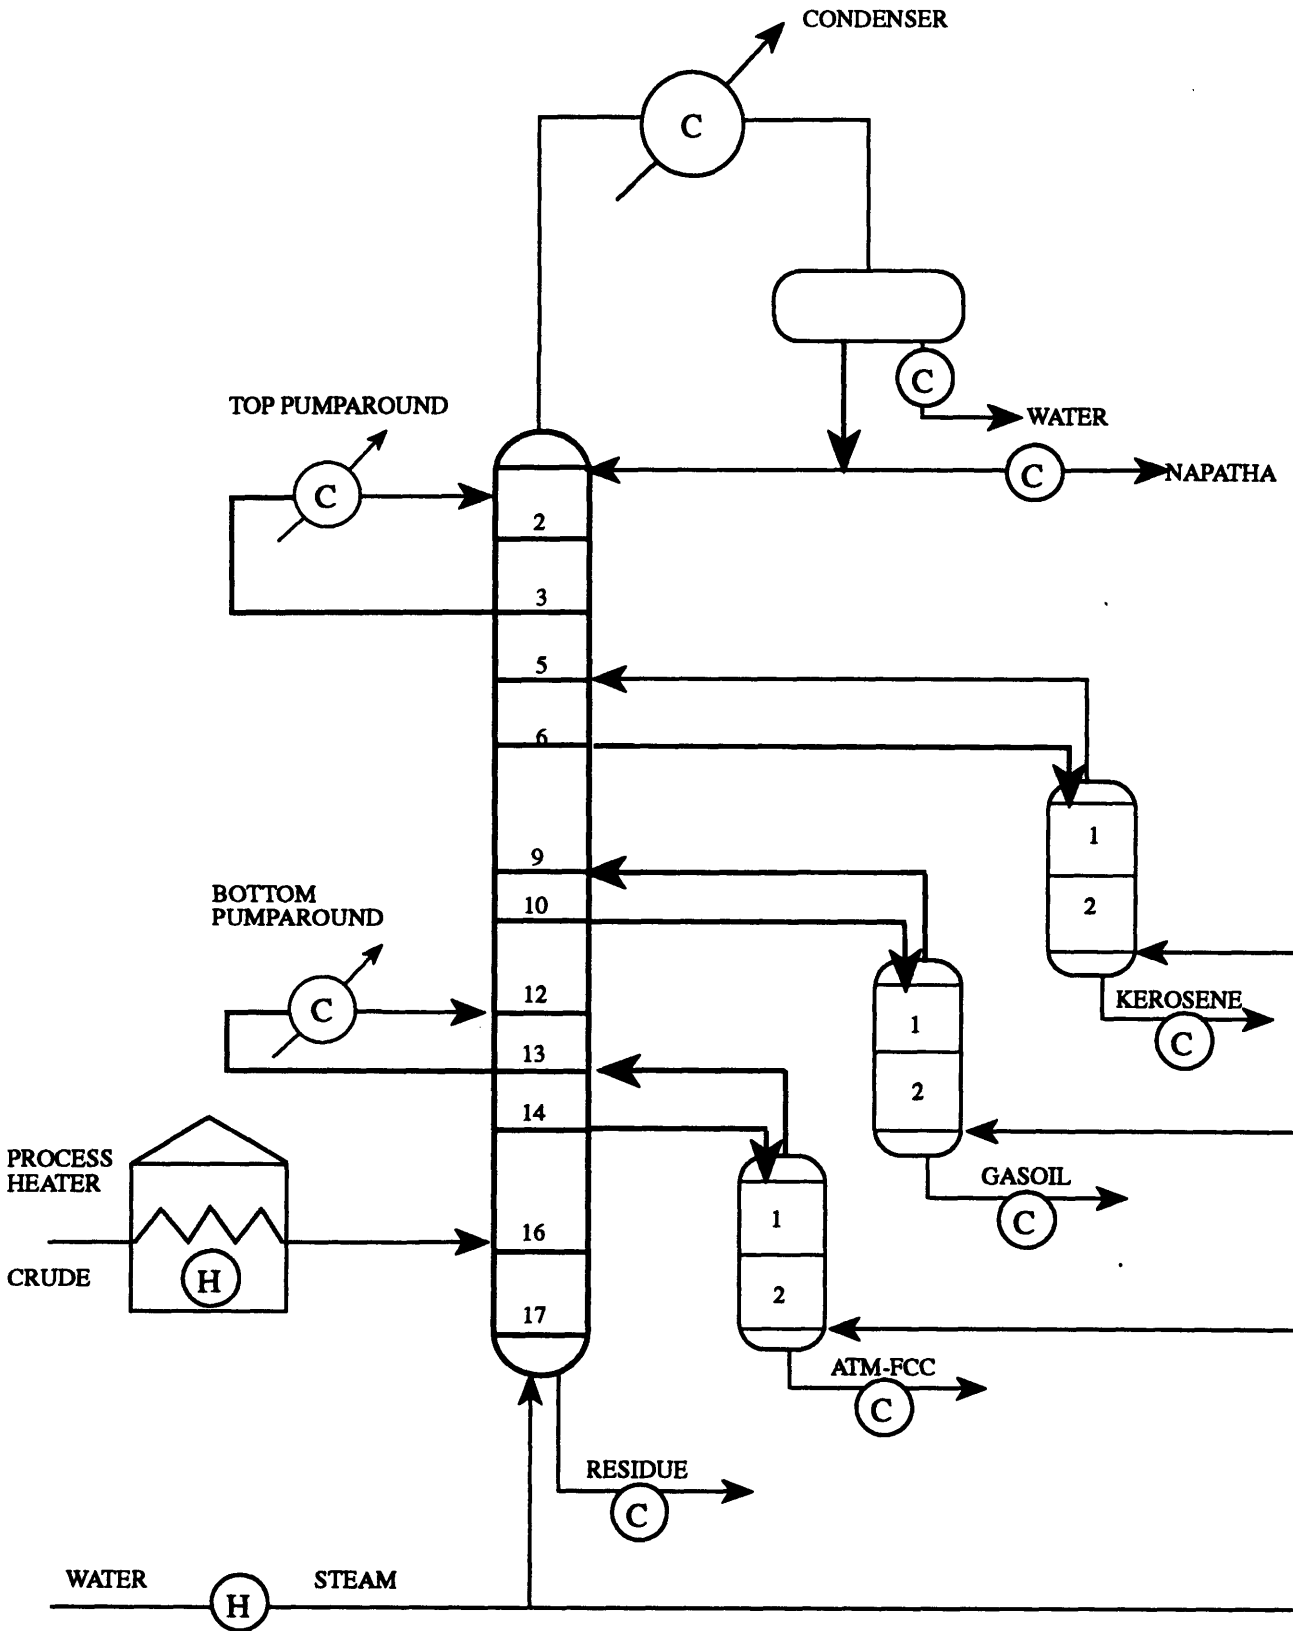 CONDENSER
C
C
WATER
TOP PUMPAROUND
C
C
NAPATHA
2
3
5
6
1
2
9
10
BOTTOM
PUMPAROUND
C
12
KEROSENE
C
1
2
13
14
PROCESS
HEATER
CRUDE
H
GASOIL
C
16
17
1
2
ATM-FCC
C
RESIDUE
C
WATER
H
STEAM